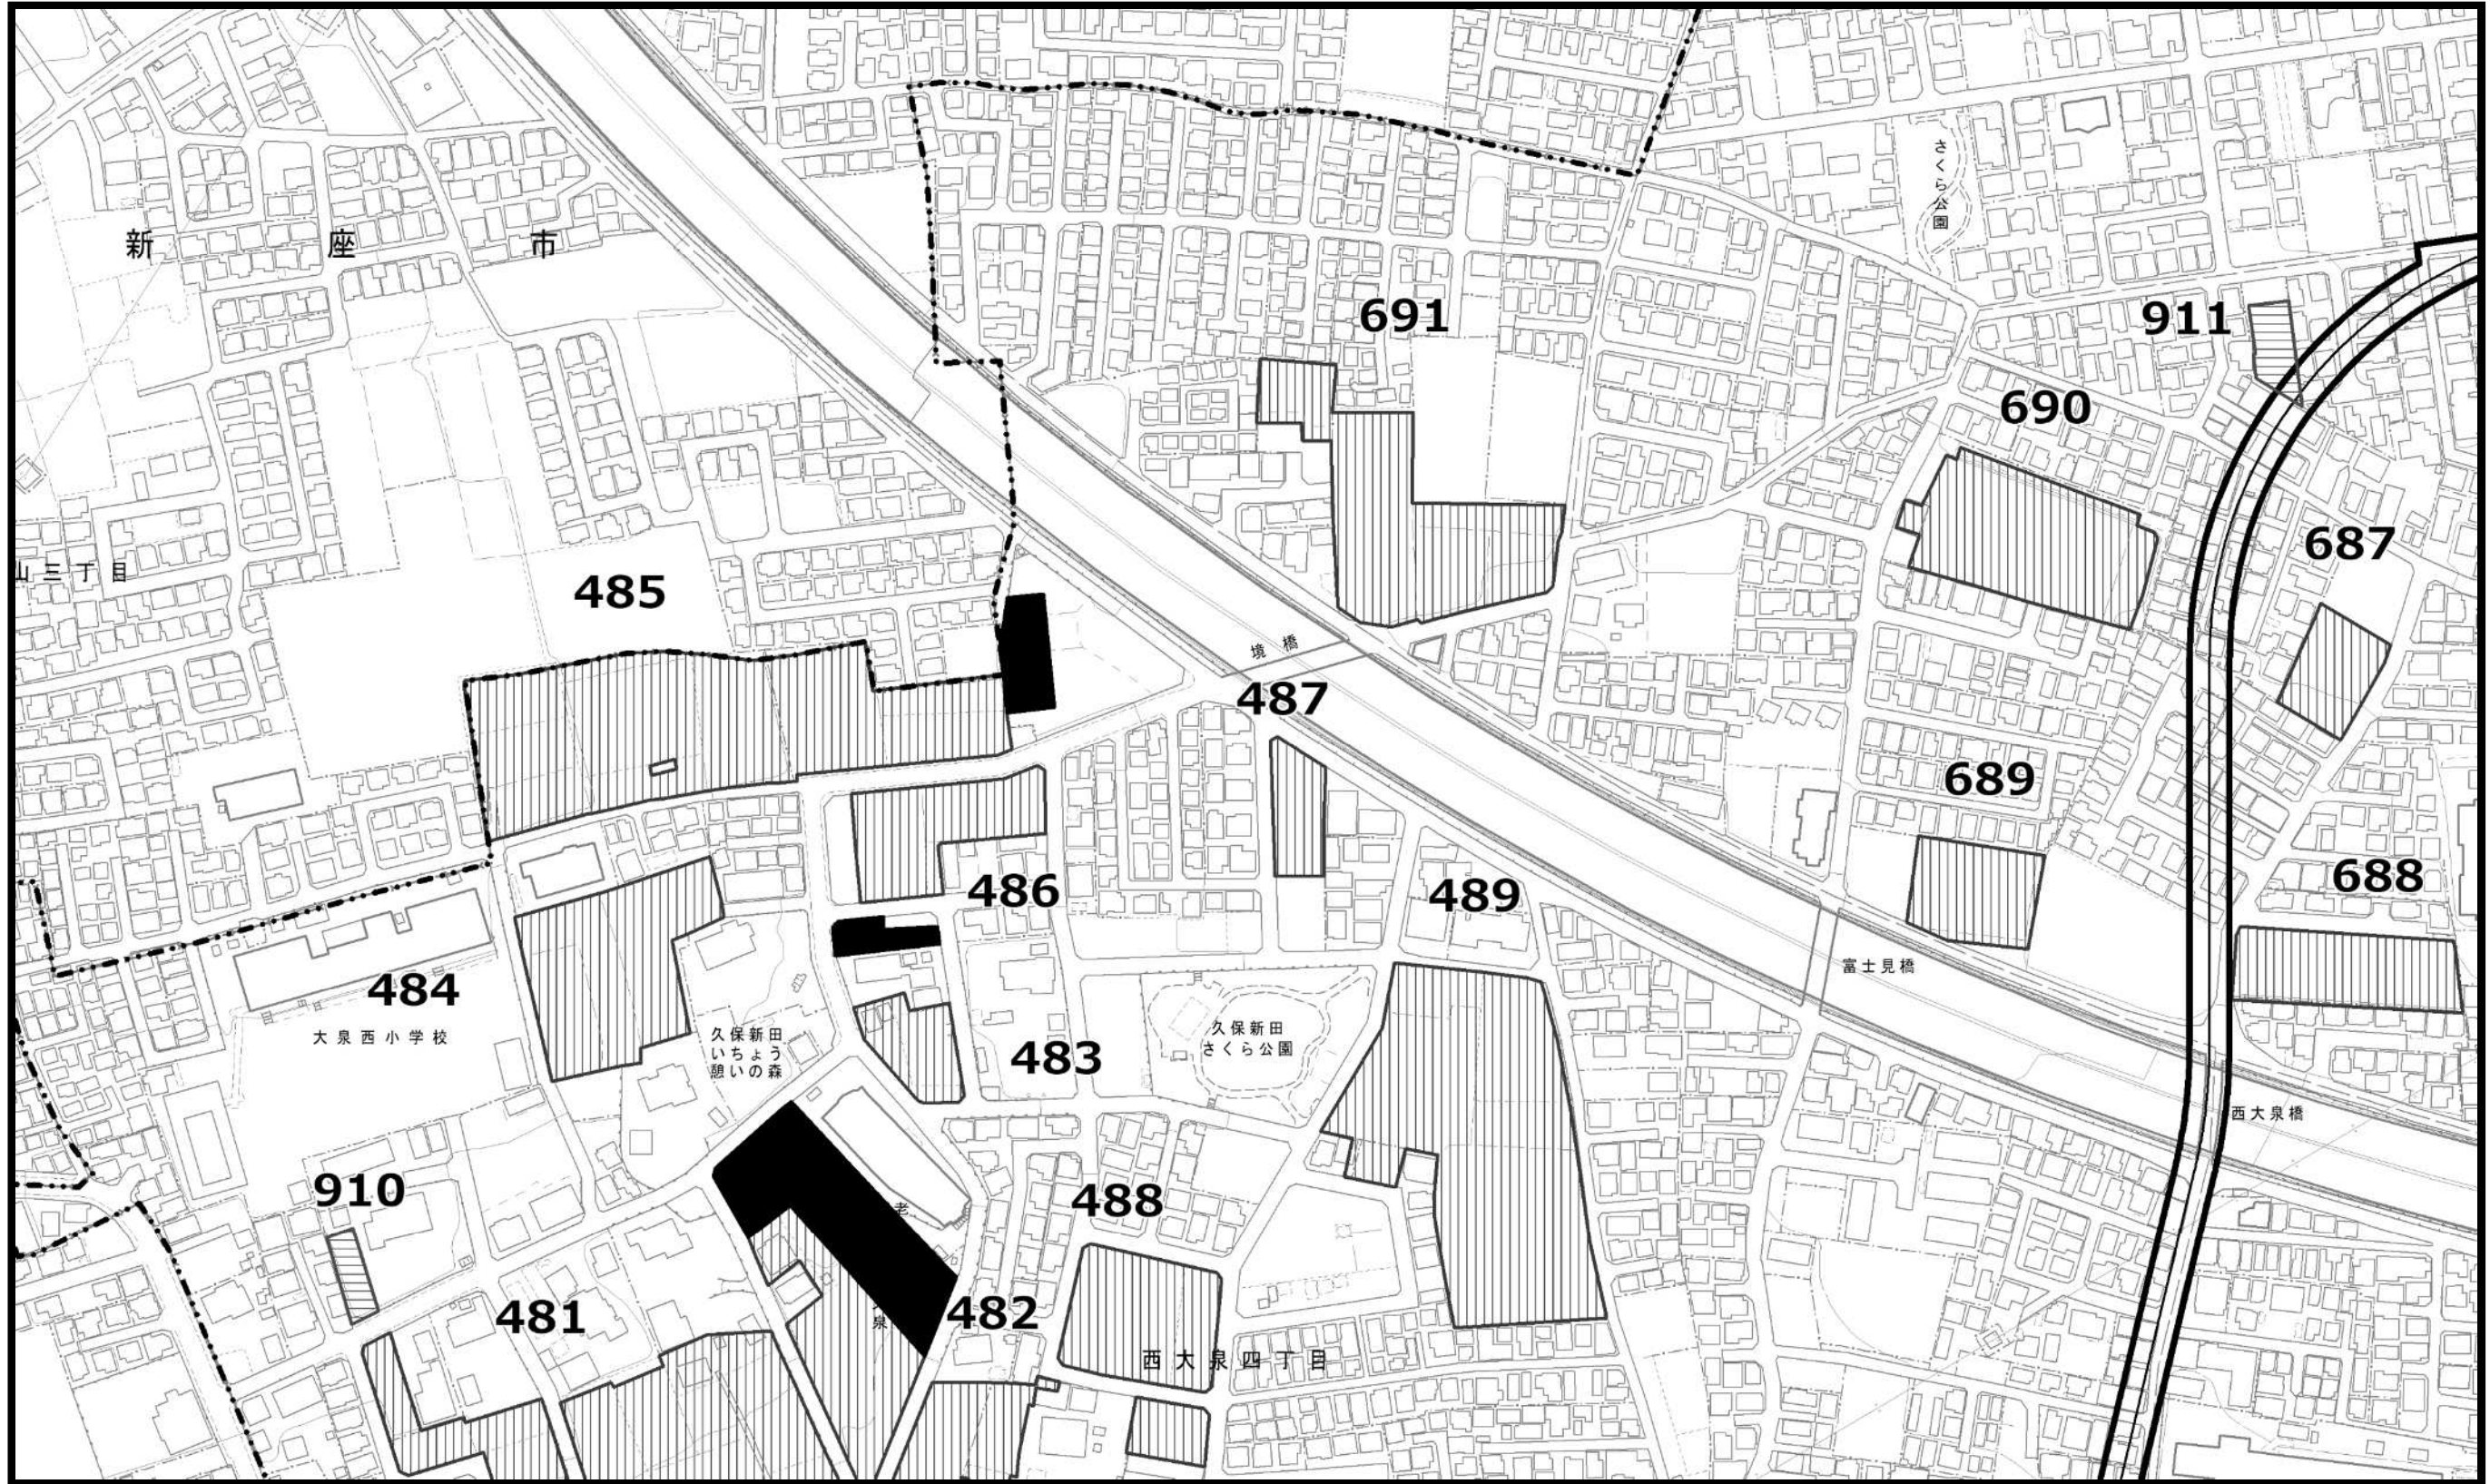 さくら公園
新座市
691
911
690
687
485
山三丁目
境橋
487
689
688
486
489
富士見橋
484
大泉西小学校
久保新田
いちょう
憩いの森
久保新田
さくら公園
483
西大泉橋
910
老
488
481
482
泉
西大泉四丁目